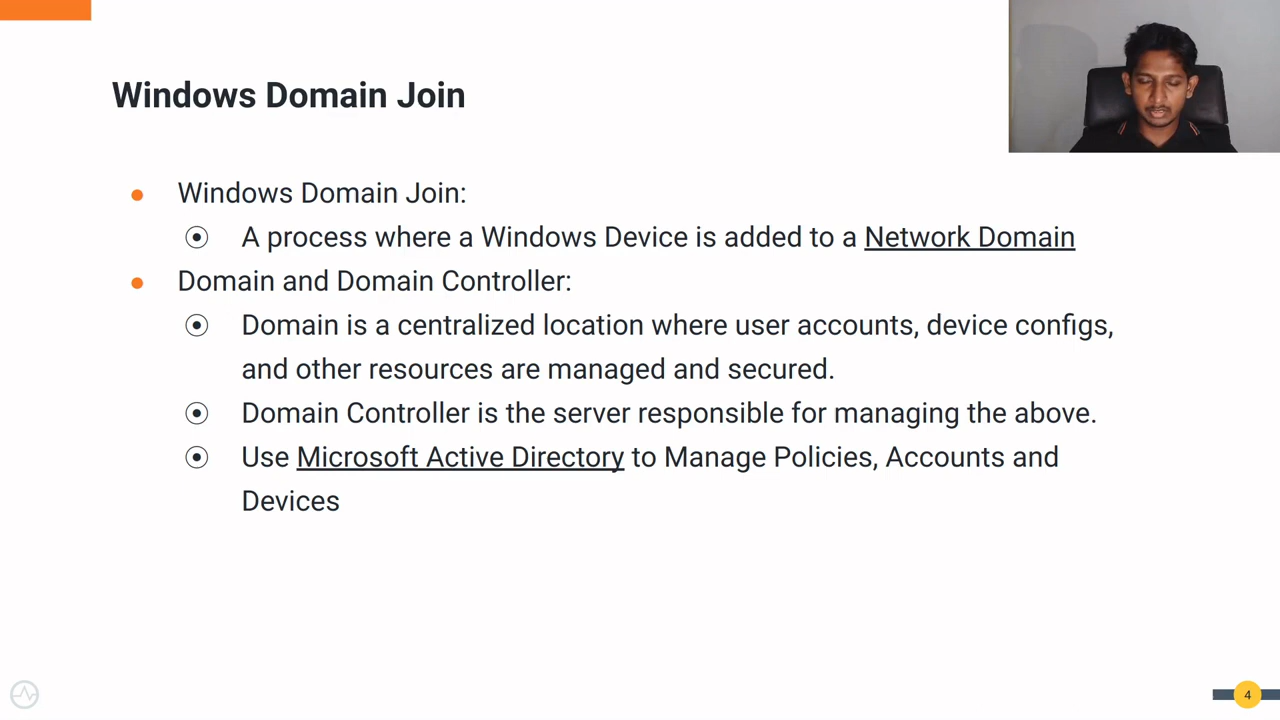 Windows Domain Join
Windows Domain Join:
A process where a Windows Device is added to a Network Domain
Domain and Domain Controller:
Domain is a centralized location where user accounts, device configs,
and other resources are managed and secured.
Domain Controller is the server responsible for managing the above.
Use Microsoft Active Directory to Manage Policies, Accounts and
Devices
4